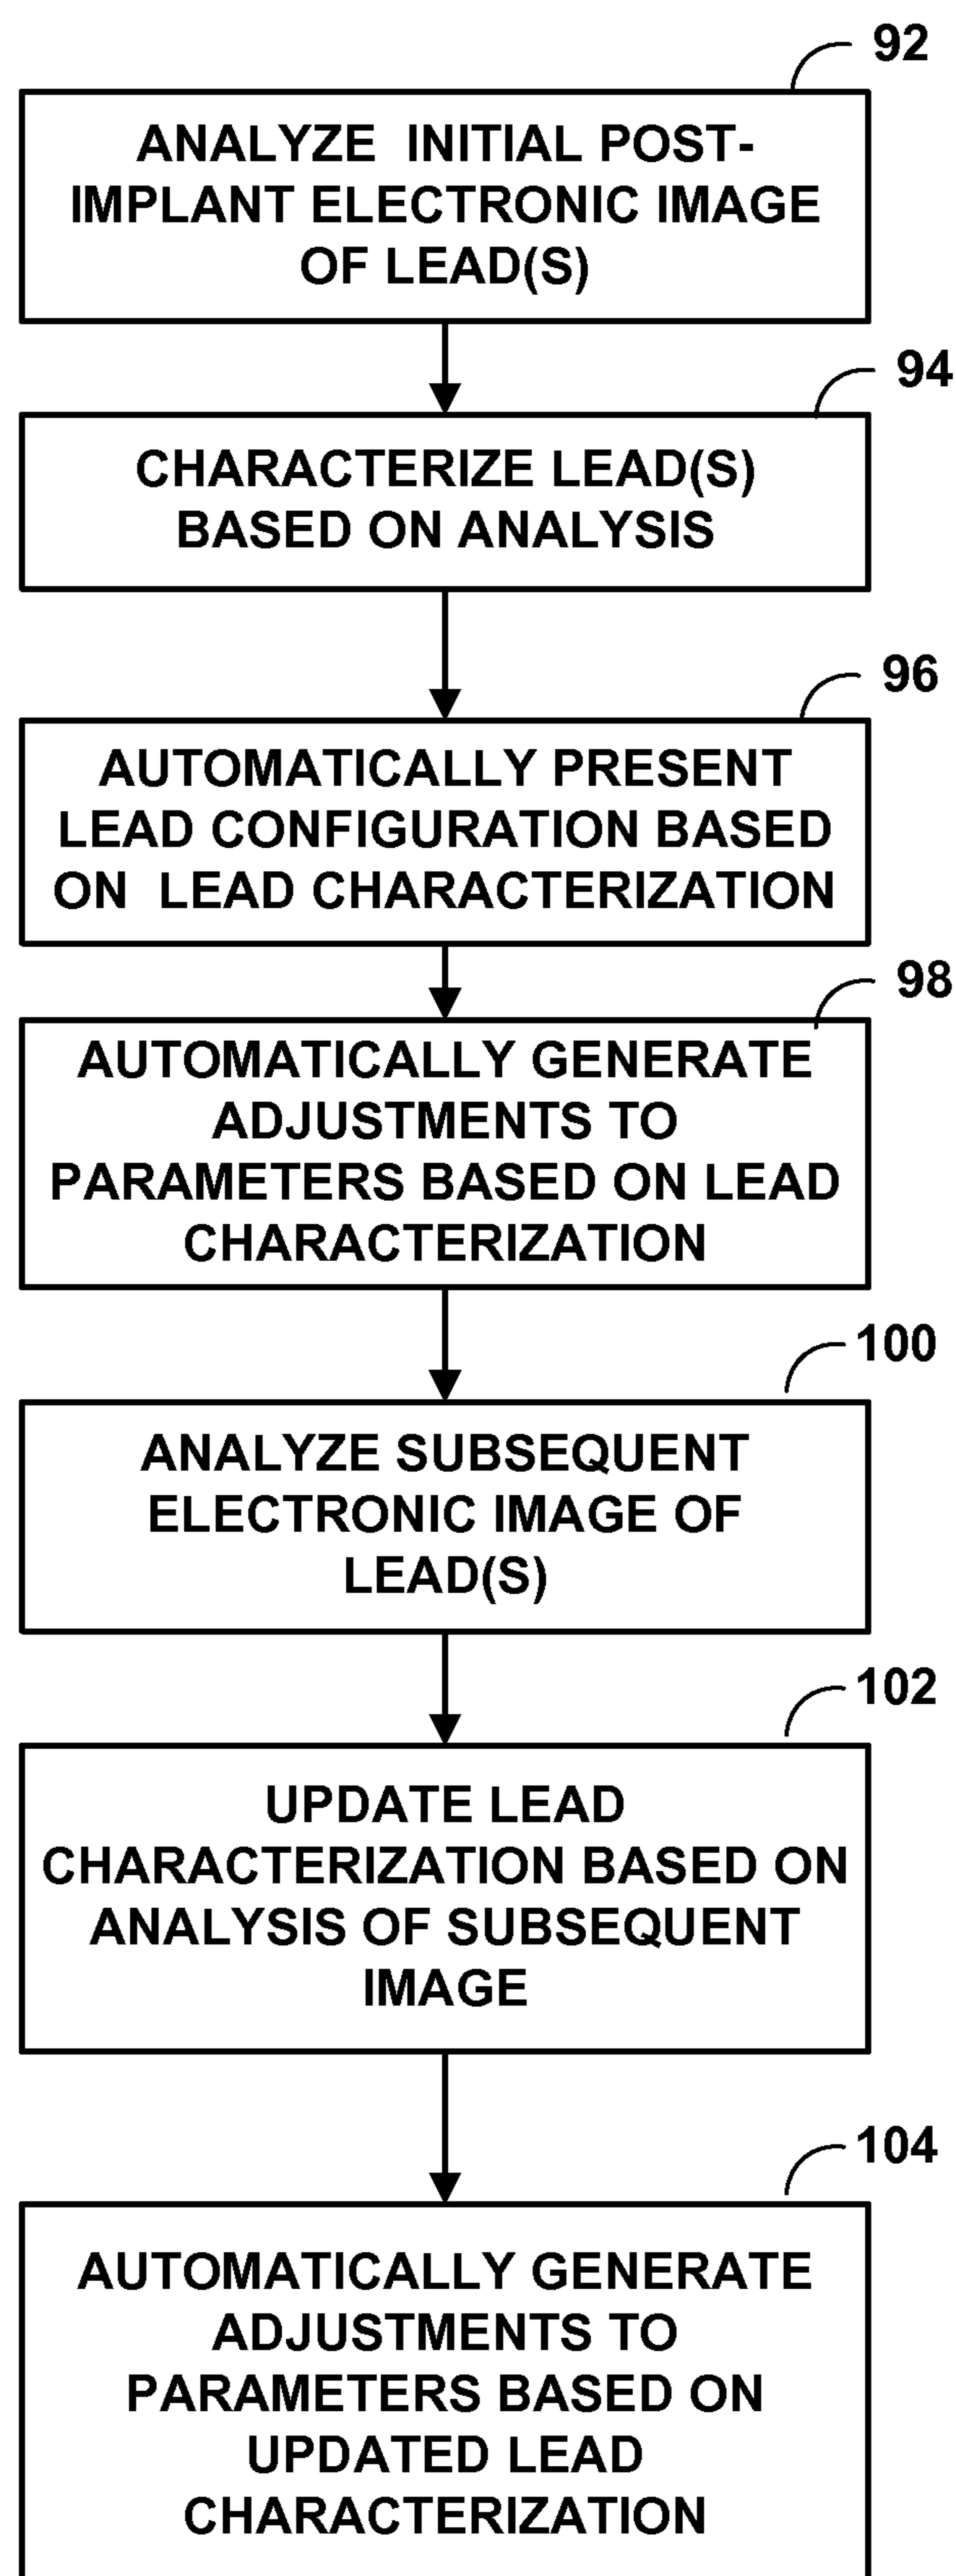 92
ANALYZE INITIAL POST-
IMPLANT ELECTRONIC IMAGE
OF LEAD(S)
94
CHARACTERIZE LEAD(S)
BASED ON ANALYSIS
96
AUTOMATICALLY PRESENT
LEAD CONFIGURATION BASED
ON LEAD CHARACTERIZATION
98
AUTOMATICALLY GENERATE
ADJUSTMENTS TO
PARAMETERS BASED ON LEAD
CHARACTERIZATION
100
ANALYZE SUBSEQUENT
ELECTRONIC IMAGE OF
LEAD(S)
102
UPDATE LEAD
CHARACTERIZATION BASED ON
ANALYSIS OF SUBSEQUENT
IMAGE
104
AUTOMATICALLY GENERATE
ADJUSTMENTS TO
PARAMETERS BASED ON
UPDATED LEAD
CHARACTERIZATION